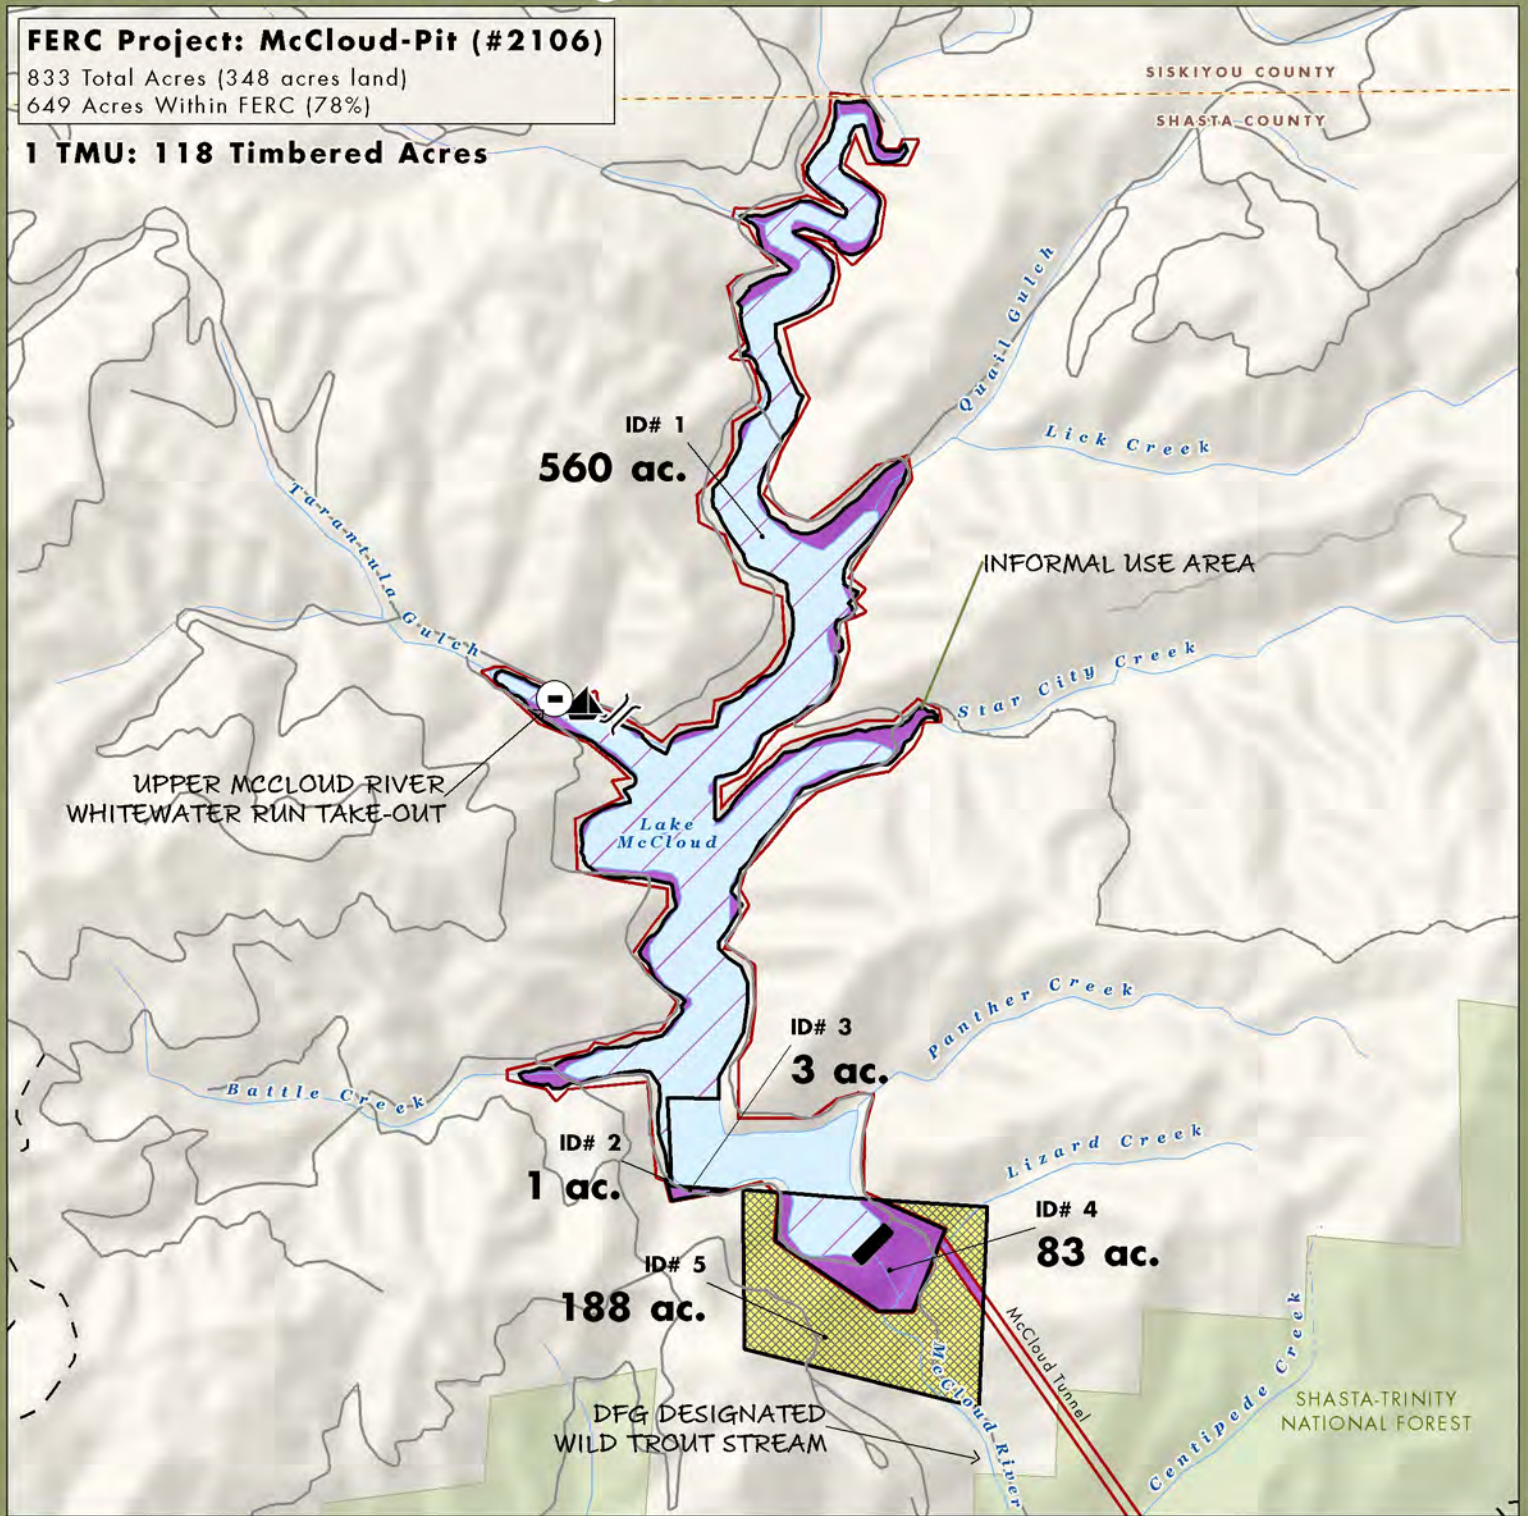 FERC Project: McCloud-Pit (#2106)
833 Total Acres (348 acres land)
649 Acres Within FERC (78%)
1 TMU: 118 Timbered Acres
SISKIYOU COUNTY
SHASTA COUNTY
Quail Gulch
ID# 1
560 ac.
Lick Creek
Tarantula Gulch
INFORMAL USE AREA
Star City Creek
UPPER MCCLOUD RIVER
WHITEWATER RUN TAKE-OUT
Lake
McCloud
Panther Creek
ID# 3
3 ac.
Battle Creek
ID# 2
1 ac.
Lizard Creek
ID# 4
83 ac.
ID# 5
188 ac.
McCloud Tunnel
McCloud River
Centipede Creek
DFG DESIGNATED
WILD TROUT STREAM
SHASTA-TRINITY
NATIONAL FOREST